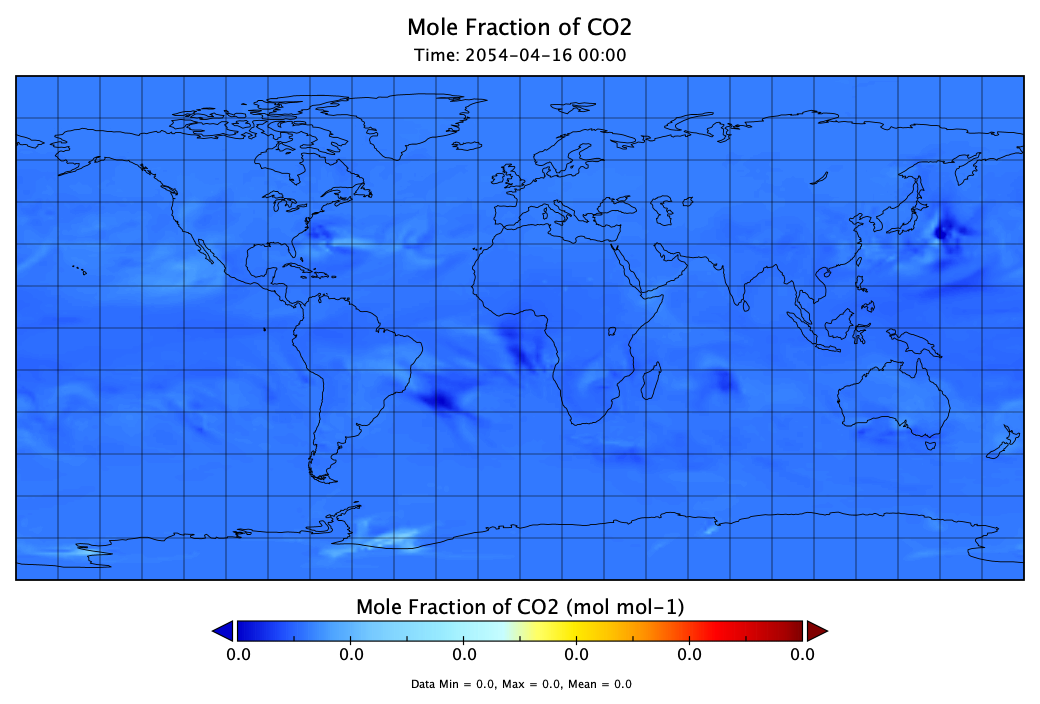 Mole Fraction of CO2
Time: 2054-04-16 00:00
Mole Fraction of CO2 (mol mol-1)
0.0 0.0 0.0 0.0 0.0 0.0
Data Min = 0.0, Max = 0.0, Mean = 0.0